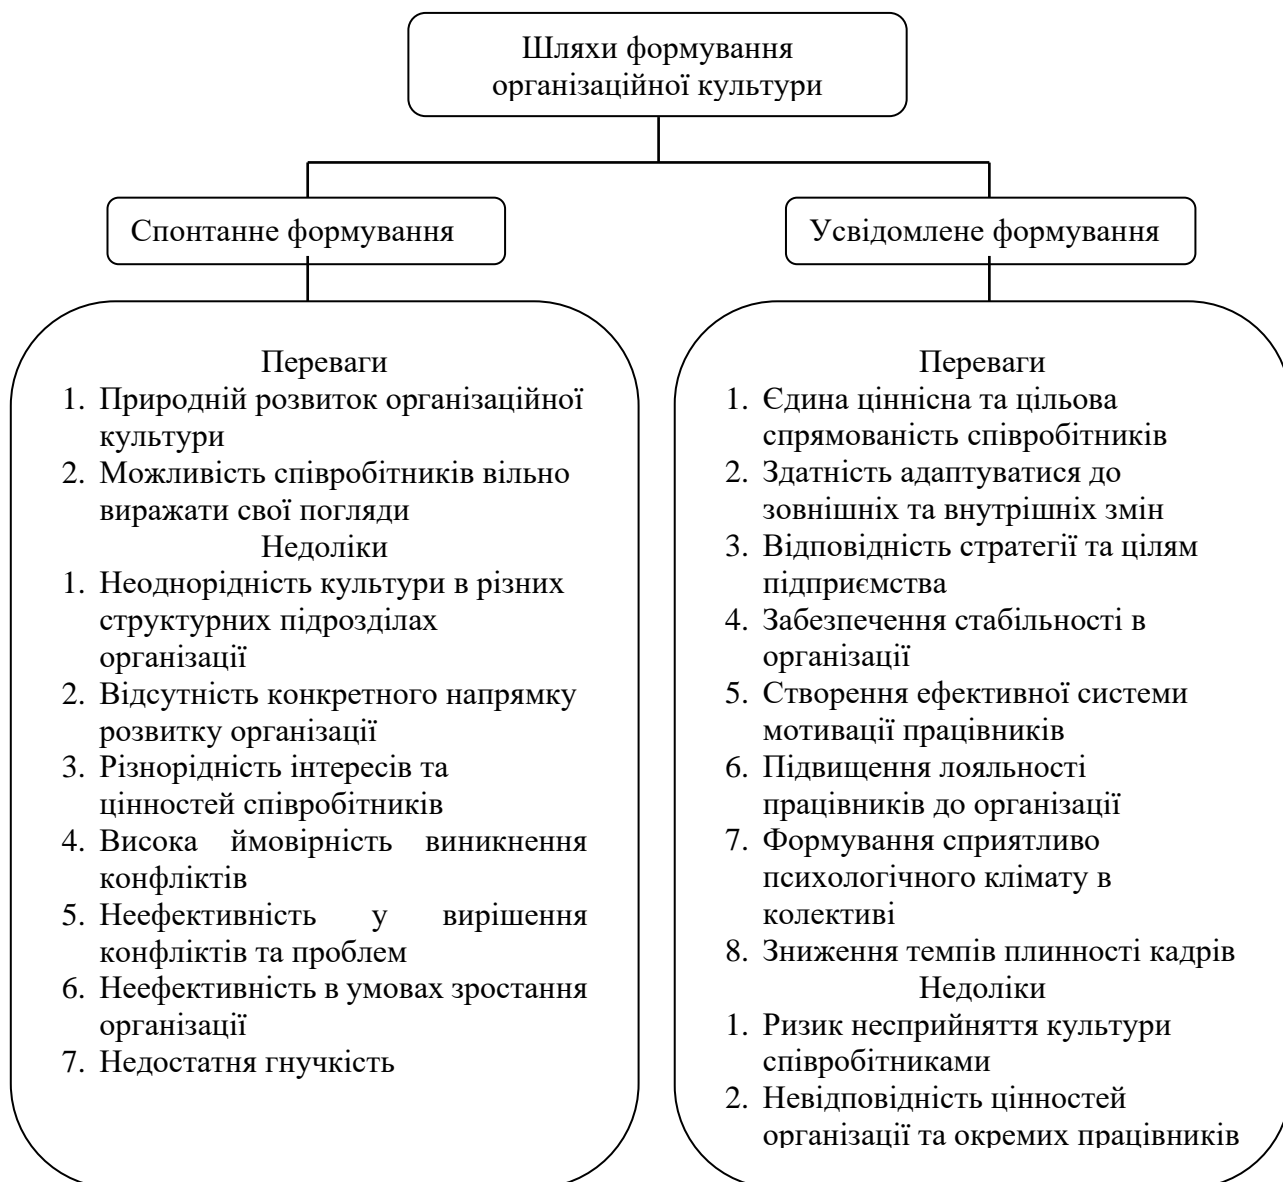 Шляхи формування
організаційної культури
Спонтанне формування
Усвідомлене формування
Переваги
1. Природній розвиток організаційної
культури
2. Можливість співробітників вільно
виражати свої погляди
Недоліки
1. Неоднорідність культури в різних
структурних підрозділах
організації
2. Відсутність конкретного напрямку
розвитку організації
3. Різнорідність інтересів та
цінностей співробітників
4. Висока ймовірність виникнення
конфліктів
5. Неефективність у вирішення
конфліктів та проблем
6. Неефективність в умовах зростання
організації
7. Недостатня гнучкість
Переваги
1. Єдина ціннісна та цільова
спрямованість співробітників
2. Здатність адаптуватися до
зовнішніх та внутрішніх змін
3. Відповідність стратегії та цілям
підприємства
4. Забезпечення стабільності в
організації
5. Створення ефективної системи
мотивації працівників
6. Підвищення лояльності
працівників до організації
7. Формування сприятливо
психологічного клімату в
колективі
8. Зниження темпів плинності кадрів
Недоліки
1. Ризик несприйняття культури
співробітниками
2. Невідповідність цінностей
організації та окремих працівників